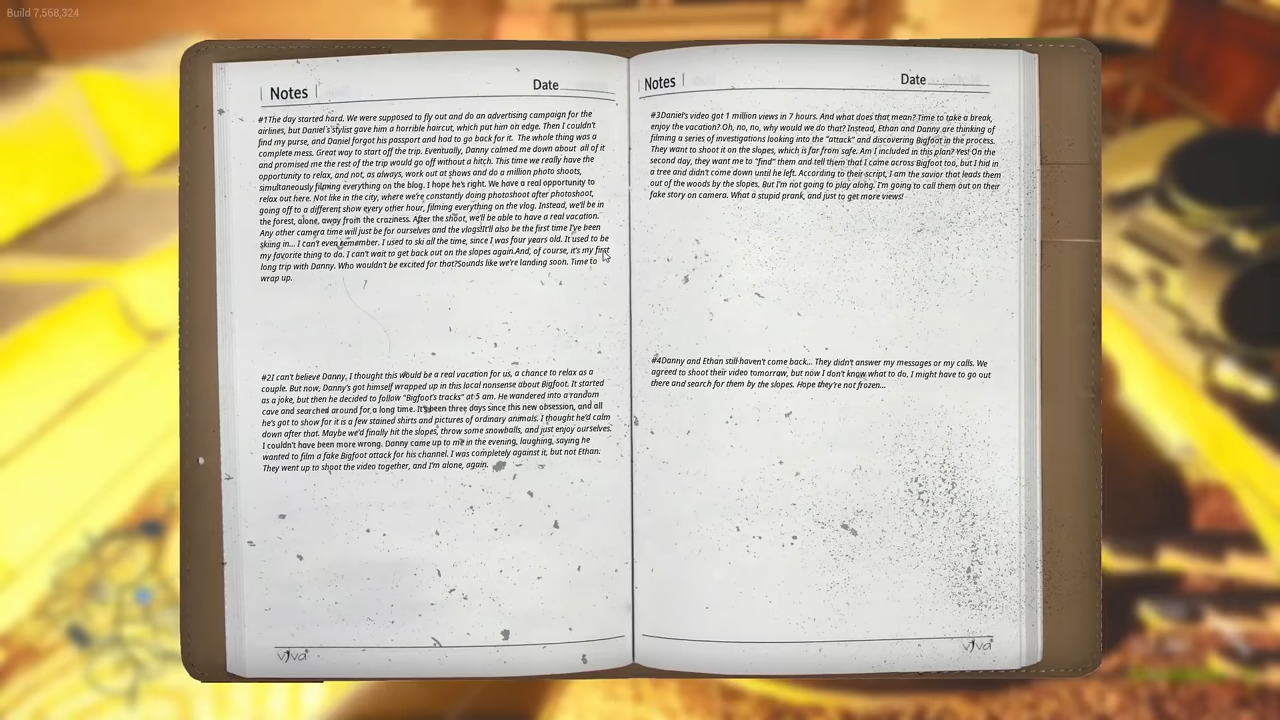 Build 7,568,324
Notes
Date
#1The day started hard. We were supposed to fly out and do an advertising campaign for the
airlines, but Daniel's stylist gave him a horrible haircut, which put him on edge. Then I couldn't
find my purse, and Daniel forgot his passport and had to go back for it. The whole thing was a
complete mess. Great way to start off the trip. Eventually, Danny calmed me down about all of it
and promised me the rest of the trip would go off without a hitch. This time we really have the
opportunity to relax, and not, as always, work out at shows and do a million photo shoots,
simultaneously filming everything on the blog. I hope he's right. We have a real opportunity to
relax out here. Not like in the city, where we're constantly doing photoshoot after photoshoot,
going off to a different show every other hour, filming everything on the vlog. Instead, we'll be in
the forest, alone, away from the craziness. After the shoot, we'll be able to have a real vacation.
Any other camera time will just be for ourselves and the vlogs!It'll also be the first time I've been
skiing in... I can't even remember. I used to ski all the time, since I was four years old. It used to be
my favorite thing to do. I can't wait to get back out on the slopes again.And, of course, it's my first
long trip with Danny. Who wouldn't be excited for that?Sounds like we're landing soon. Time to
wrap up.
#2I can't believe Danny, I thought this would be a real vacation for us, a chance to relax as a
couple. But now, Danny's got himself wrapped up in this local nonsense about Bigfoot. It started
as a joke, but then he decided to follow "Bigfoot's tracks" at 5 am. He wandered into a random
cave and searched around for a long time. It's been three days since this new obsession, and all
he's got to show for it is a few stained shirts and pictures of ordinary animals. I thought he'd calm
down after that. Maybe we'd finally hit the slopes, throw some snowballs, and just enjoy ourselves.
I couldn't have been more wrong. Danny came up to me in the evening, laughing, saying he
wanted to film a fake Bigfoot attack for his channel. I was completely against it, but not Ethan.
They went up to shoot the video together, and I'm alone, again.
viva
Notes
Date
#3Daniel's video got 1 million views in 7 hours. And what does that mean? Time to take a break,
enjoy the vacation? Oh, no, no, why would we do that? Instead, Ethan and Danny are thinking of
filming a series of investigations looking into the "attack" and discovering Bigfoot in the process.
They want to shoot it on the slopes, which is far from safe. Am I included in this plan? Yes! On the
second day, they want me to "find" them and tell them that I came across Bigfoot too, but I hid in
a tree and didn't come down until he left. According to their script, I am the savior that leads them
out of the woods by the slopes. But I'm not going to play along. I'm going to call them out on their
fake story on camera. What a stupid prank, and just to get more views!
#4Danny and Ethan still haven't come back... They didn't answer my messages or my calls. We
agreed to shoot their video tomorrow, but now I don't know what to do. I might have to go out
there and search for them by the slopes. Hope they're not frozen...
viva